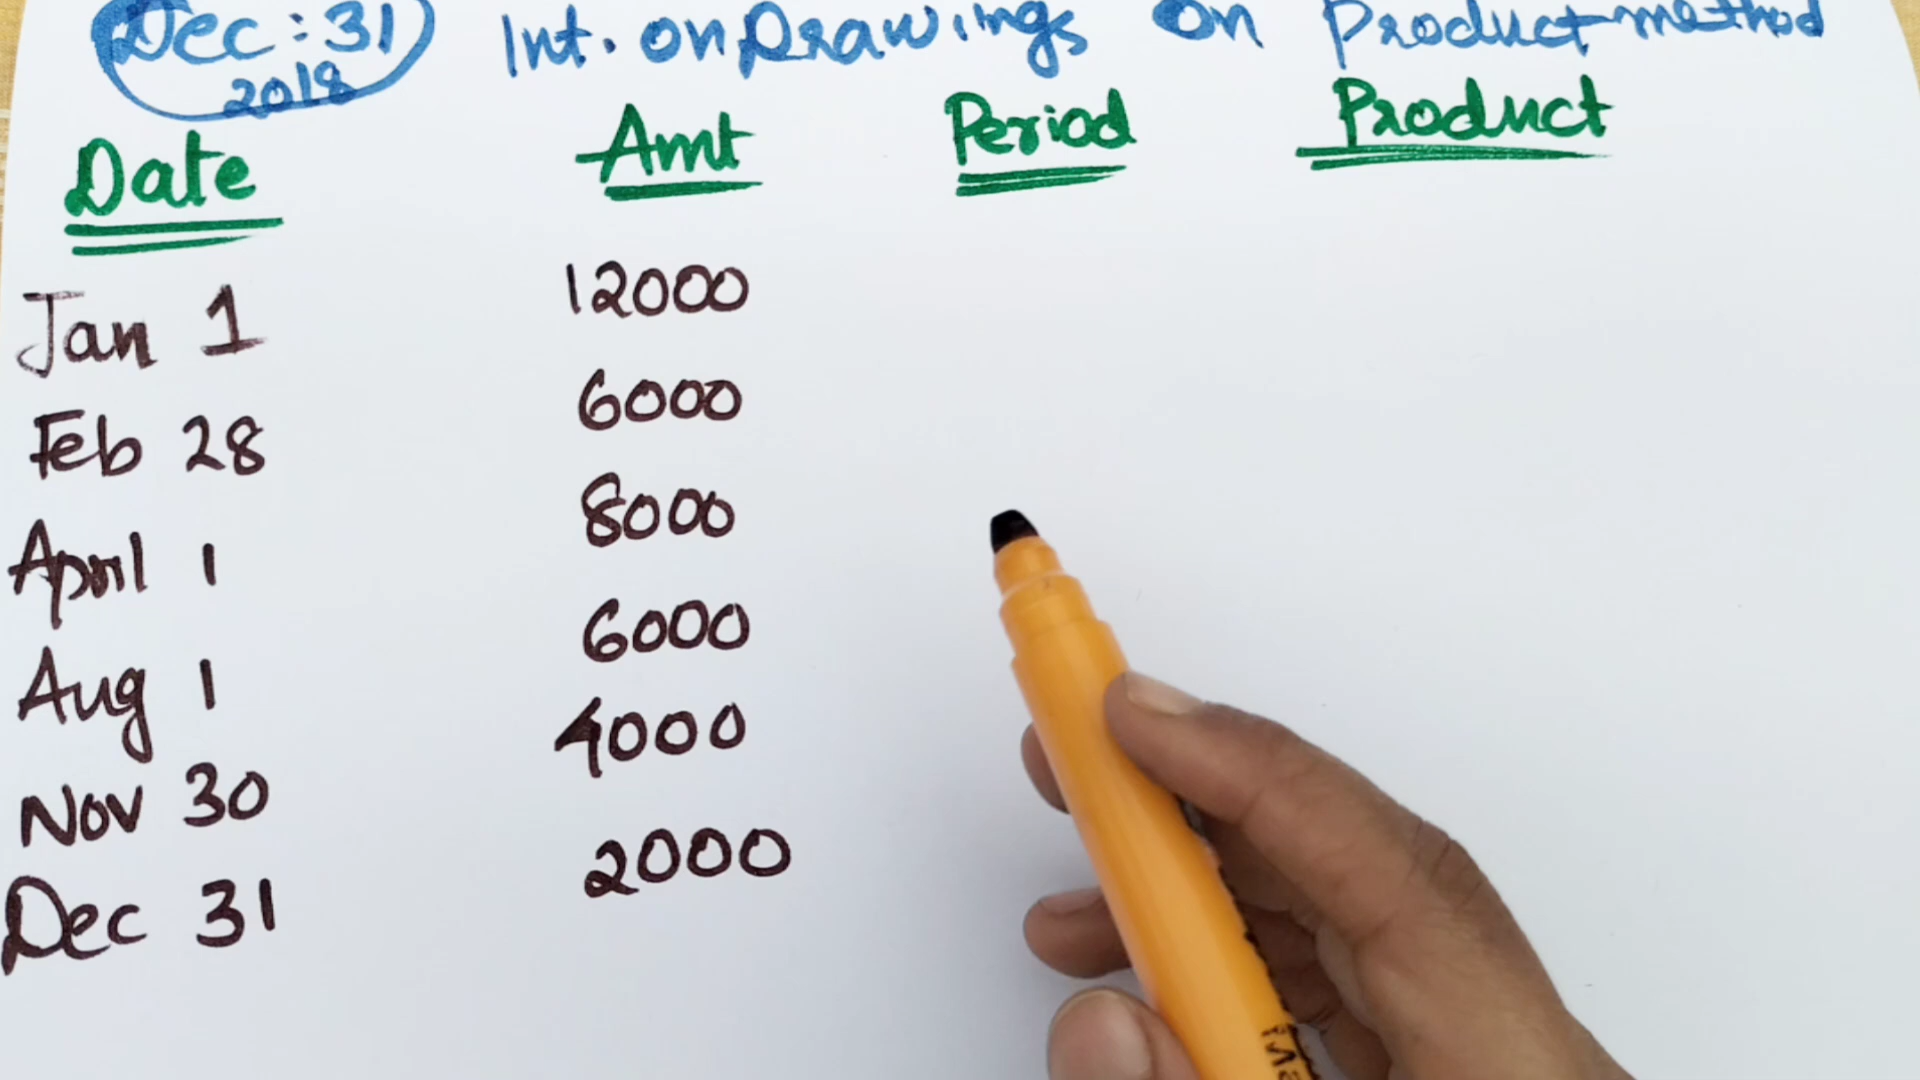 Dec: 31 Int. on Drawings on Product method
2018
Date Amt Period Product
Jan 1 12000
Feb 28 6000
April 1 8000
Aug 1 6000
Nov 30 4000
Dec 31 2000